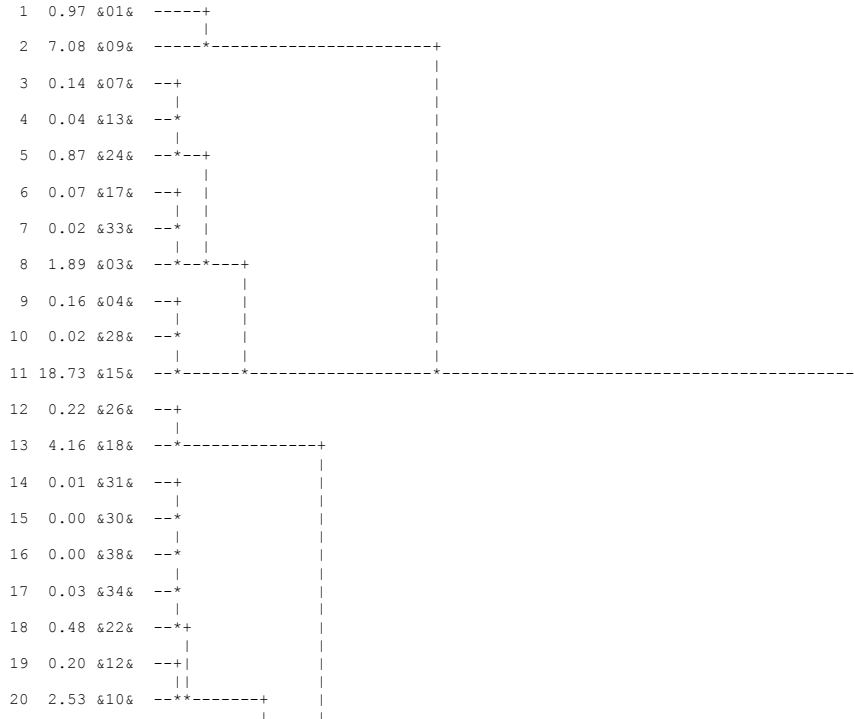 1 0.97 &01& -----+
|
2 7.08 &09& -----*------------------------+
|
3 0.14 &07& --+ |
| |
4 0.04 &13& --* |
| |
5 0.87 &24& --*--+ |
| |
6 0.07 &17& --+ | |
| | |
7 0.02 &33& --* | |
| | |
8 1.89 &03& --*--*---+ |
| |
9 0.16 &04& --+ | |
| | |
10 0.02 &28& --* | |
| | |
11 18.73 &15& --*------*-------------------*-------------------------------------------
12 0.22 &26& --+
|
13 4.16 &18& --*--------------+
|
14 0.01 &31& --+ |
| |
15 0.00 &30& --* |
| |
16 0.00 &38& --* |
| |
17 0.03 &34& --* |
| |
18 0.48 &22& --*+ |
| |
19 0.20 &12& --+| |
|| |
20 2.53 &10& --**-------+ |
| |